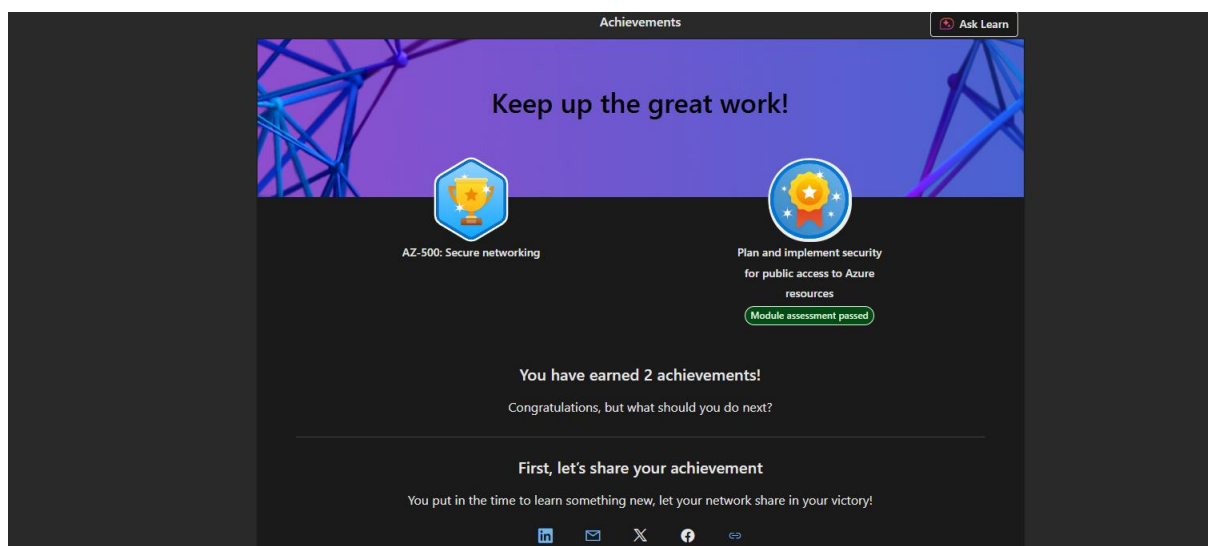 Achievements
Ask Learn
Keep up the great work!
AZ-500: Secure networking
Plan and implement security
for public access to Azure
resources
Module assessment passed
You have earned 2 achievements!
Congratulations, but what should you do next?
First, let's share your achievement
You put in the time to learn something new, let your network share in your victory!